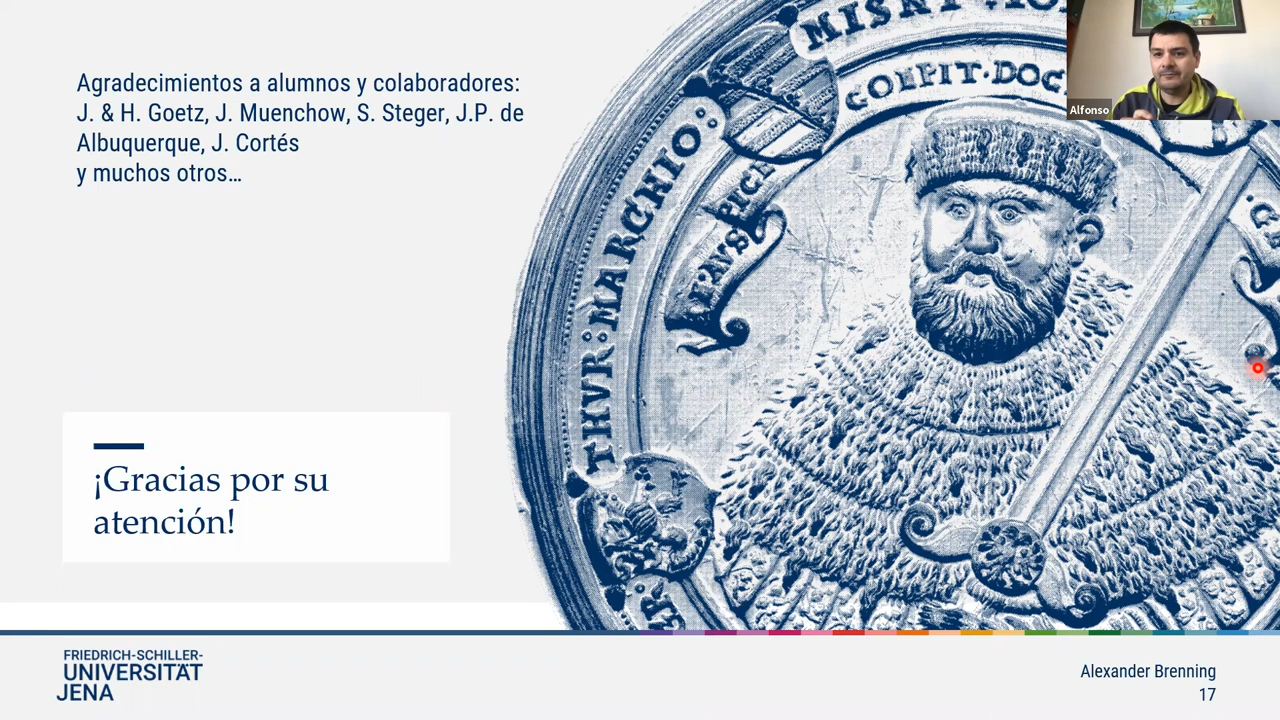 Agradecimientos a alumnos y colaboradores:
J. & H. Goetz, J. Muenchow, S. Steger, J.P. de
Albuquerque, J. Cortés
y muchos otros…
¡Gracias por su
atención!
THVR:MARCHIO:
COEPIT·DOC
Alfonso
FRIEDRICH-SCHILLER-
UNIVERSITÄT
JENA
Alexander Brenning
17